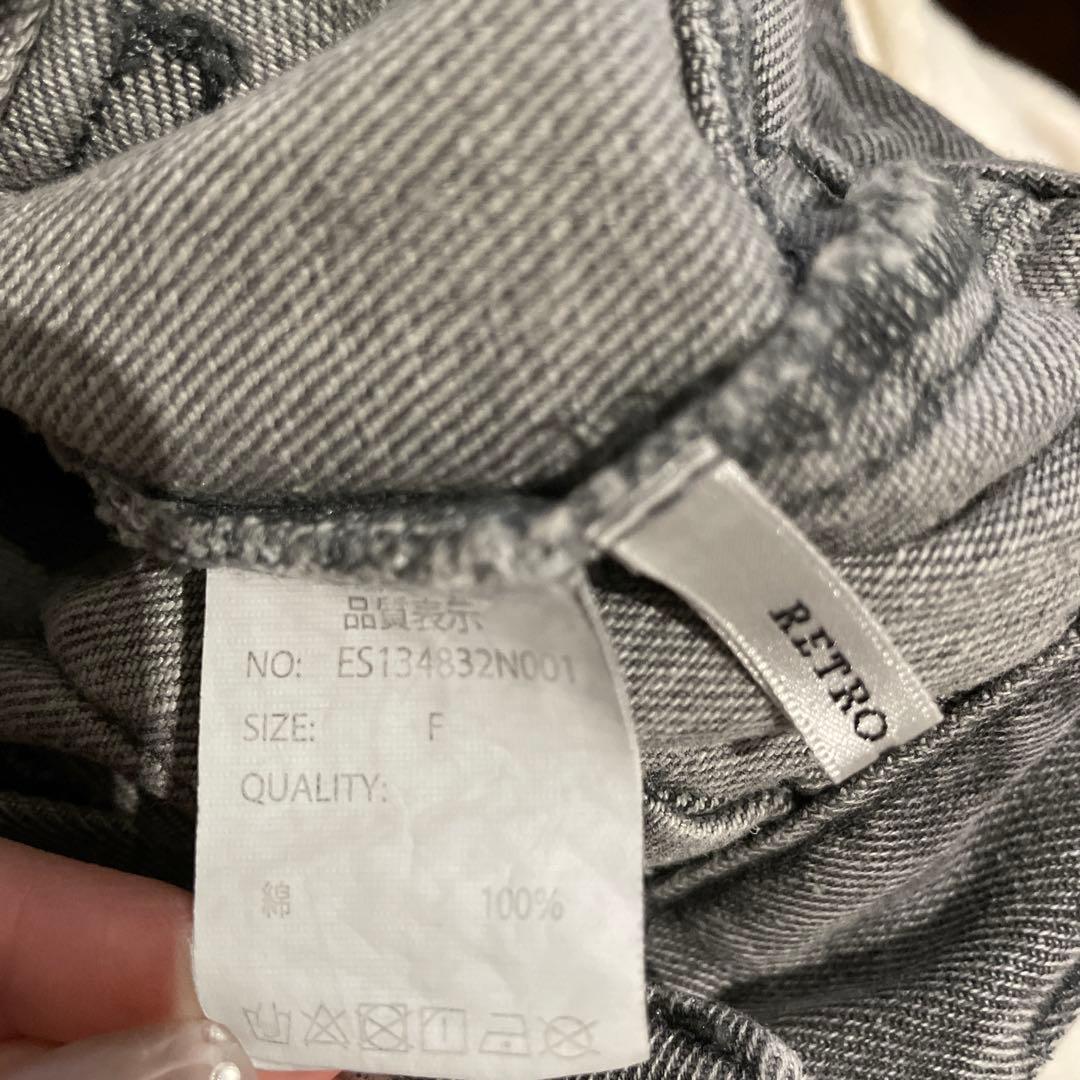 品質表示
NO: ES134832N001
SIZE: F
QUALITY:
綿 100%
RETRO